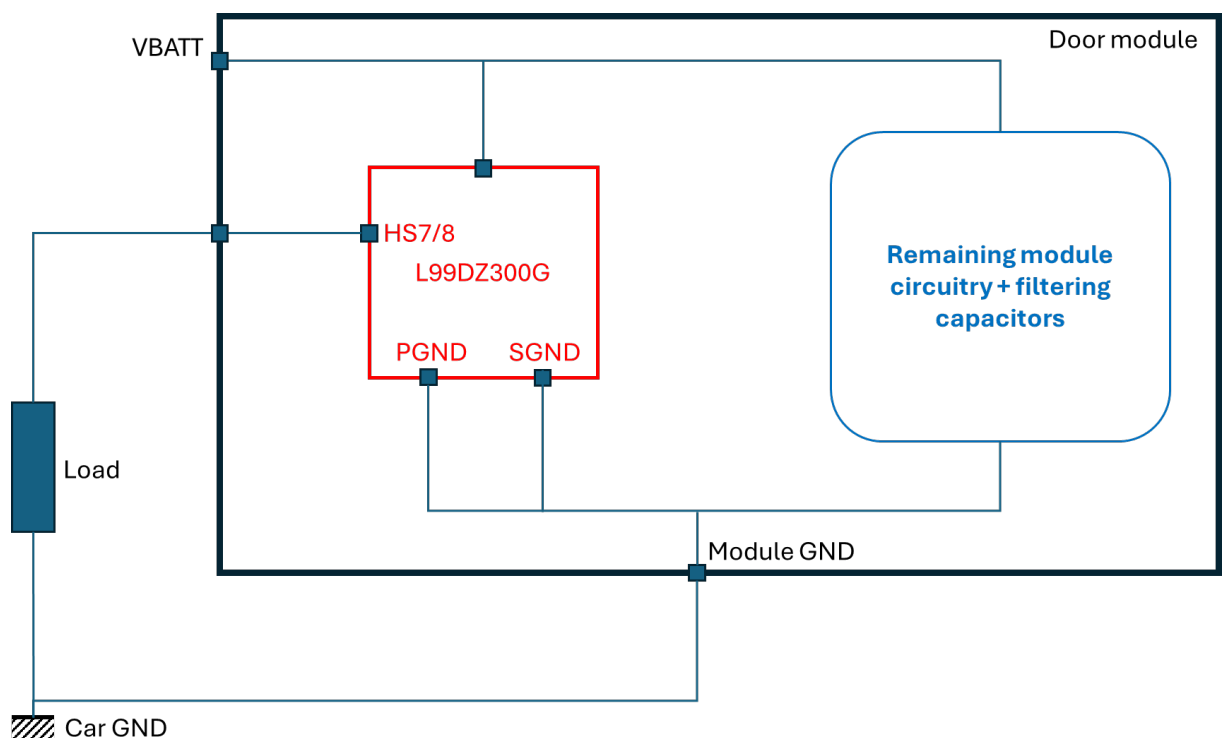 Door module
VBATT
HS7/8
L99DZ300G
PGND
SGND
Remaining module
circuitry + filtering
capacitors
Load
Module GND
Car GND